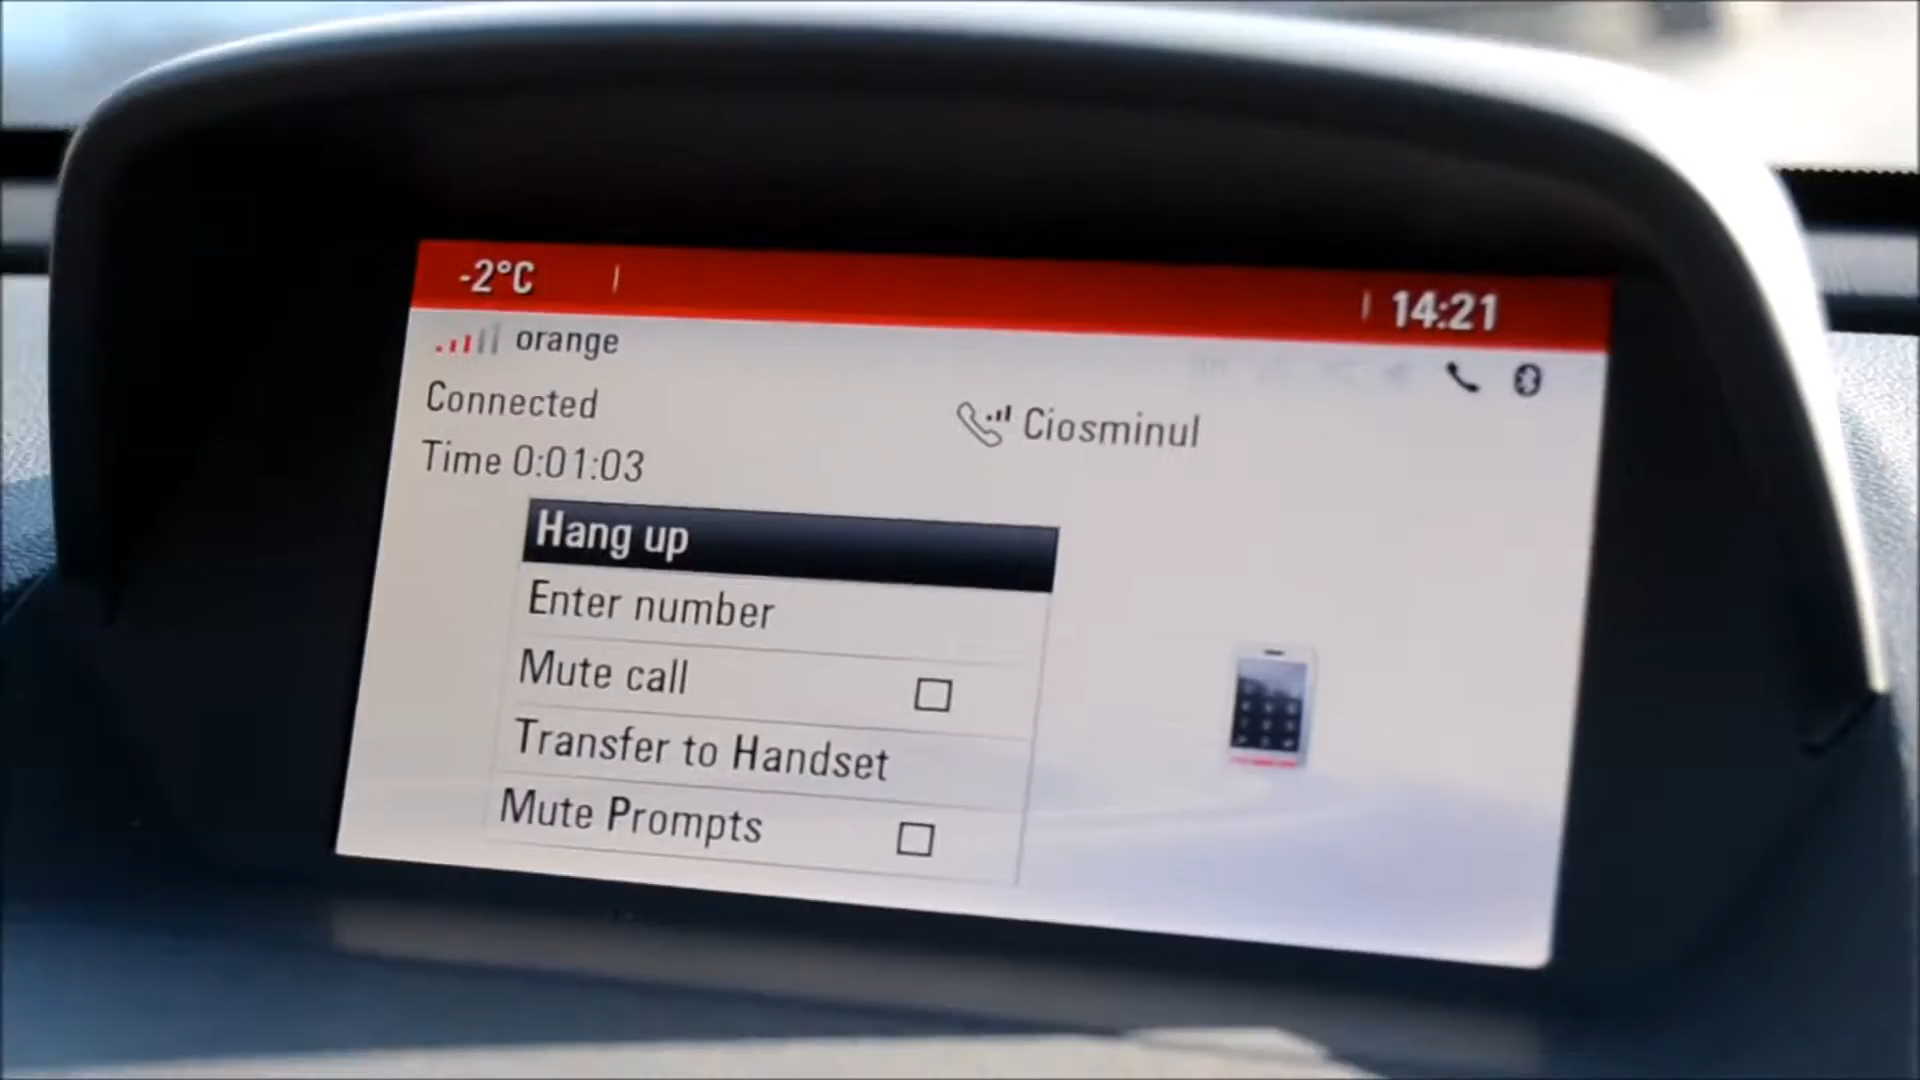 -2°C
14:21
orange
Connected
Ciosminul
Time 0:01:03
Hang up
Enter number
Mute call
Transfer to Handset
Mute Prompts